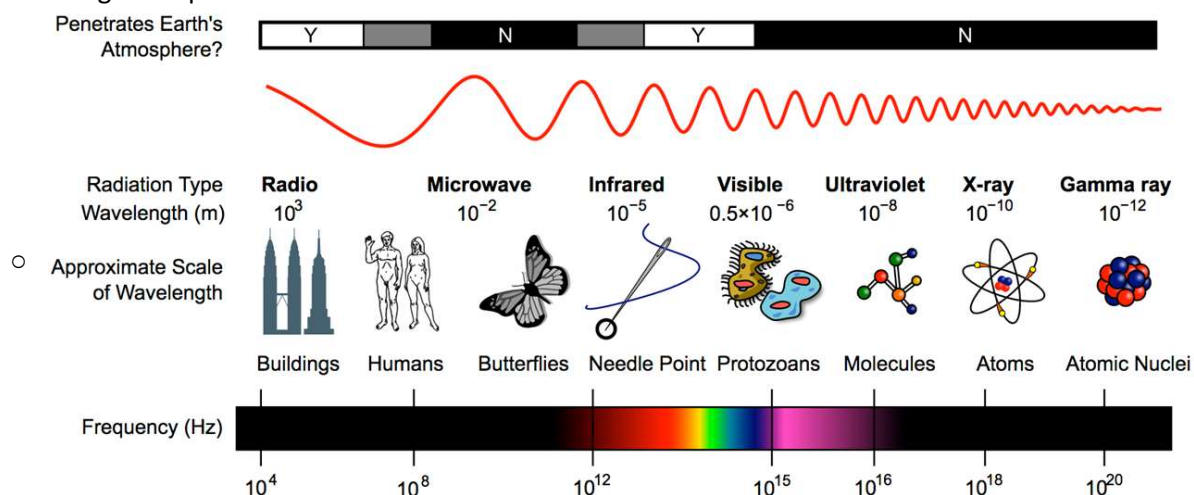 Penetrates Earth's
Atmosphere?
Y N Y N
Radiation Type Radio Microwave Infrared Visible Ultraviolet X-ray Gamma ray
Wavelength (m) 10³ 10⁻² 10⁻⁵ 0.5×10⁻⁶ 10⁻⁸ 10⁻¹⁰ 10⁻¹²
Approximate Scale
of Wavelength
Buildings Humans Butterflies Needle Point Protozoans Molecules Atoms Atomic Nuclei
Frequency (Hz)
10⁴ 10⁸ 10¹² 10¹⁵ 10¹⁶ 10¹⁸ 10²⁰